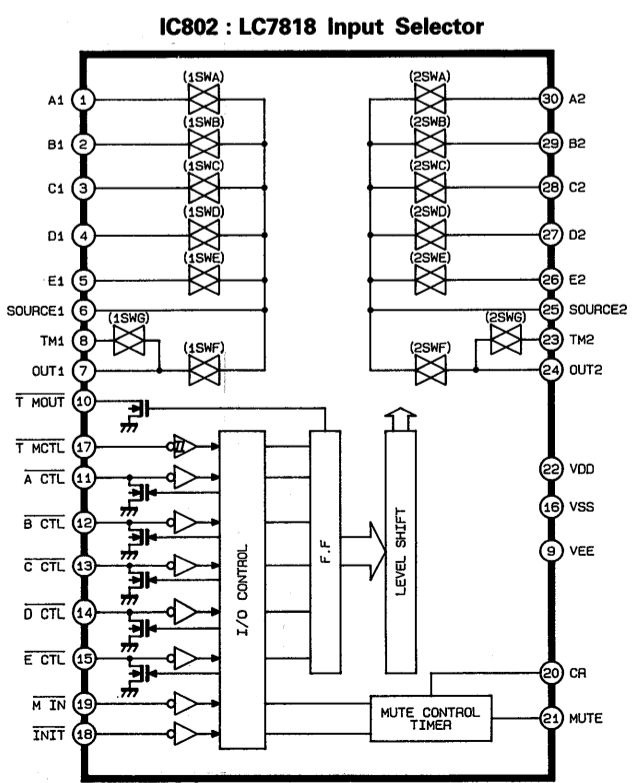 IC802 : LC7818 Input Selector
(1SWA) (2SWA)
A1 1 30 A2
(1SWB) (2SWB)
B1 2 29 B2
(1SWC) (2SWC)
C1 3 28 C2
(1SWD) (2SWD)
D1 4 27 D2
(1SWE) (2SWE)
E1 5 26 E2
SOURCE1 6 25 SOURCE2
(1SWG) (2SWG)
TM1 8 23 TM2
(1SWF) (2SWF)
OUT1 7 24 OUT2
T MOUT 10
T MCTL 17
A CTL 11
B CTL 12
C CTL 13
D CTL 14
E CTL 15
M IN 19
INIT 18
I/O CONTROL
F.F
LEVEL SHIFT
22 VDD
16 VSS
9 VEE
20 CR
21 MUTE
MUTE CONTROL
TIMER